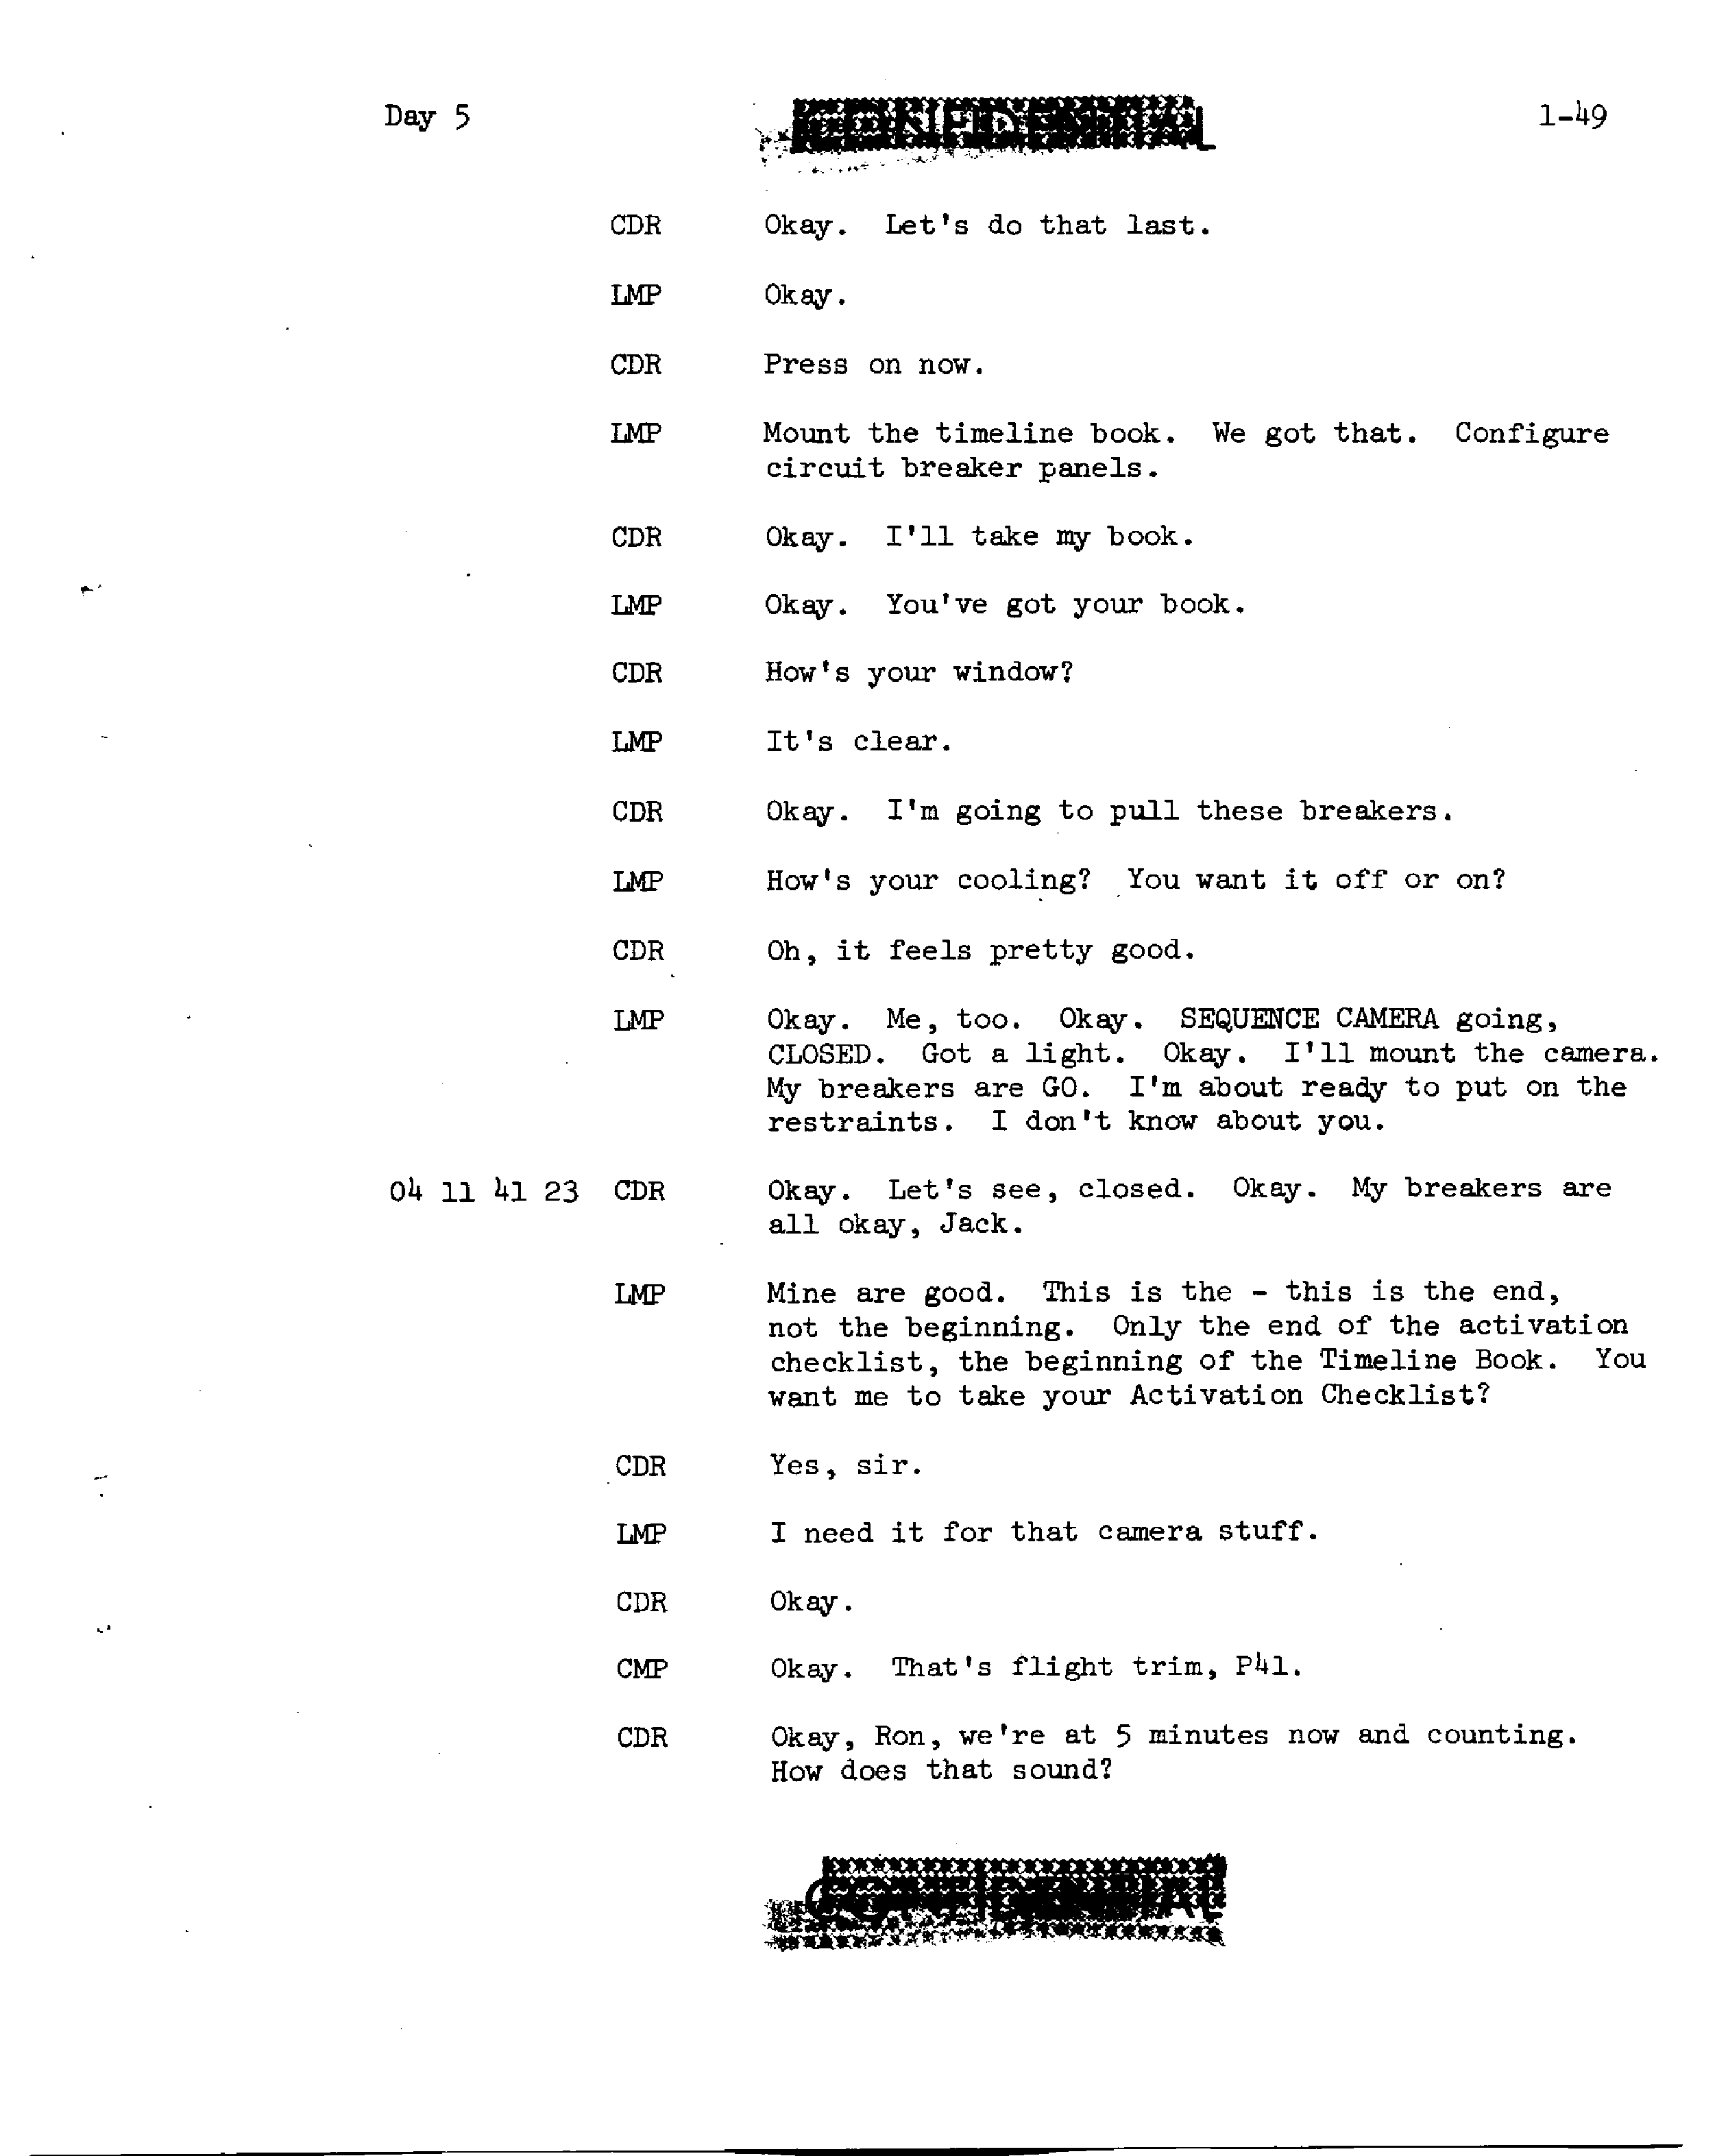 Day 5
CONFIDENTIAL
1-49
CDR Okay. Let's do that last.
LMP Okay.
CDR Press on now.
LMP Mount the timeline book. We got that. Configure
circuit breaker panels.
CDR Okay. I'll take my book.
LMP Okay. You've got your book.
CDR How's your window?
LMP It's clear.
CDR Okay. I'm going to pull these breakers.
LMP How's your cooling? You want it off or on?
CDR Oh, it feels pretty good.
LMP Okay. Me, too. Okay. SEQUENCE CAMERA going,
CLOSED. Got a light. Okay. I'll mount the camera.
My breakers are GO. I'm about ready to put on the
restraints. I don't know about you.
04 11 41 23 CDR Okay. Let's see, closed. Okay. My breakers are
all okay, Jack.
LMP Mine are good. This is the - this is the end,
not the beginning. Only the end of the activation
checklist, the beginning of the Timeline Book. You
want me to take your Activation Checklist?
CDR Yes, sir.
LMP I need it for that camera stuff.
CDR Okay.
CMP Okay. That's flight trim, P41.
CDR Okay, Ron, we're at 5 minutes now and counting.
How does that sound?
CONFIDENTIAL